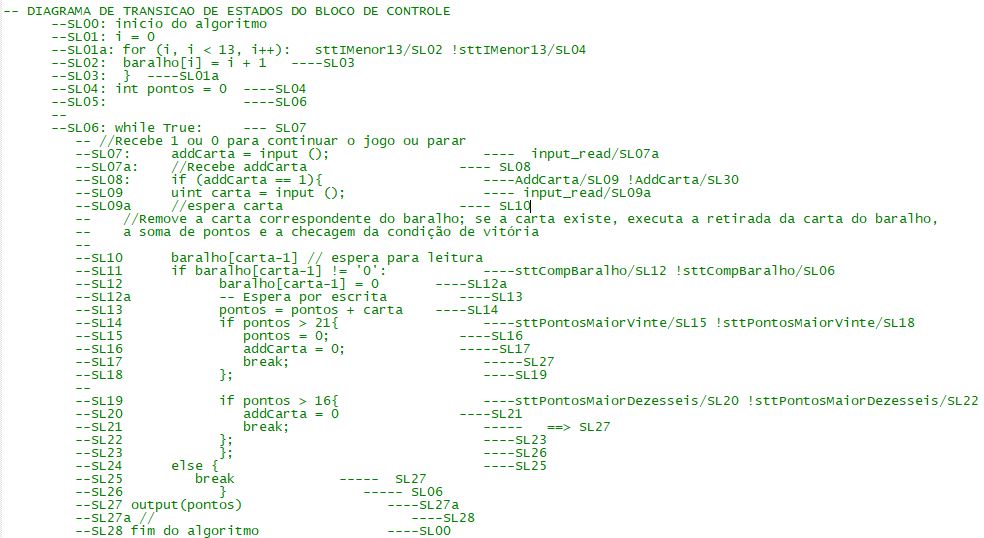 -- DIAGRAMA DE TRANSICAO DE ESTADOS DO BLOCO DE CONTROLE
--SL00: inicio do algoritmo
--SL01: i = 0
--SL01a: for (i, i < 13, i++):   sttIMenor13/SL02 !sttIMenor13/SL04
--SL02:  baralho[i] = i + 1   ----SL03
--SL03:  }  ----SL01a
--SL04: int pontos = 0  ----SL04
--SL05:                 ----SL06
--
--SL06: while True:     --- SL07
-- //Recebe 1 ou 0 para continuar o jogo ou parar
--SL07:     addCarta = input ();                   ----  input_read/SL07a
--SL07a:    //Recebe addCarta                   ---- SL08
--SL08:     if (addCarta == 1){                    ----AddCarta/SL09 !AddCarta/SL30
--SL09      uint carta = input ();                 ---- input_read/SL09a
--SL09a     //espera carta                      ---- SL10
--    //Remove a carta correspondente do baralho; se a carta existe, executa a retirada da carta do baralho,
--    a soma de pontos e a checagem da condição de vitória
--
--SL10      baralho[carta-1] // espera para leitura
--SL11      if baralho[carta-1] != '0':            ----sttCompBaralho/SL12 !sttCompBaralho/SL06
--SL12            baralho[carta-1] = 0       ----SL12a
--SL12a           -- Espera por escrita         ----SL13
--SL13            pontos = pontos + carta    ----SL14
--SL14            if pontos > 21{                  ----sttPontosMaiorVinte/SL15 !sttPontosMaiorVinte/SL18
--SL15               pontos = 0;                ----SL16
--SL16               addCarta = 0;              -----SL17
--SL17               break;                        -----SL27
--SL18            };                               ----SL19
--
--SL19            if pontos > 16{                  ----sttPontosMaiorDezesseis/SL20 !sttPontosMaiorDezesseis/SL22
--SL20               addCarta = 0               ----SL21
--SL21               break;                        -----   ==> SL27
--SL22            };                               ----SL23
--SL23            };                               ----SL26
--SL24      else {                                 ----SL25
--SL25         break             -----  SL27
--SL26            }                 ----- SL06
--SL27 output(pontos)                  ----SL27a
--SL27a //                                ----SL28
--SL28 fim do algoritmo                ----SL00